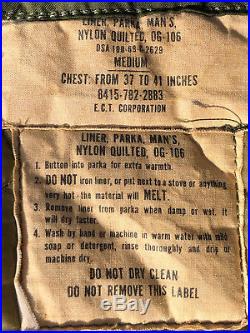 LINER, PARKA, MAN'S,
NYLON QUILTED, OG-106
MEDIUM
CHEST: FROM 37 TO 41 INCHES
8415-782-2883
E.C.T. CORPORATION
LINER, PARKA, MAN'S,
NYLON QUILTED, OG-106
1. Button into parka for extra warmth.
2. DO NOT iron liner, or put next to a stove or anything
very hot - the material will MELT.
3. Remove liner from parka when damp or wet. it
will dry faster.
4. Wash by hand or machine in warm water with mild
soap or detergent, rinse thoroughly and drip or
machine dry.
DO NOT DRY CLEAN
DO NOT REMOVE THIS LABEL